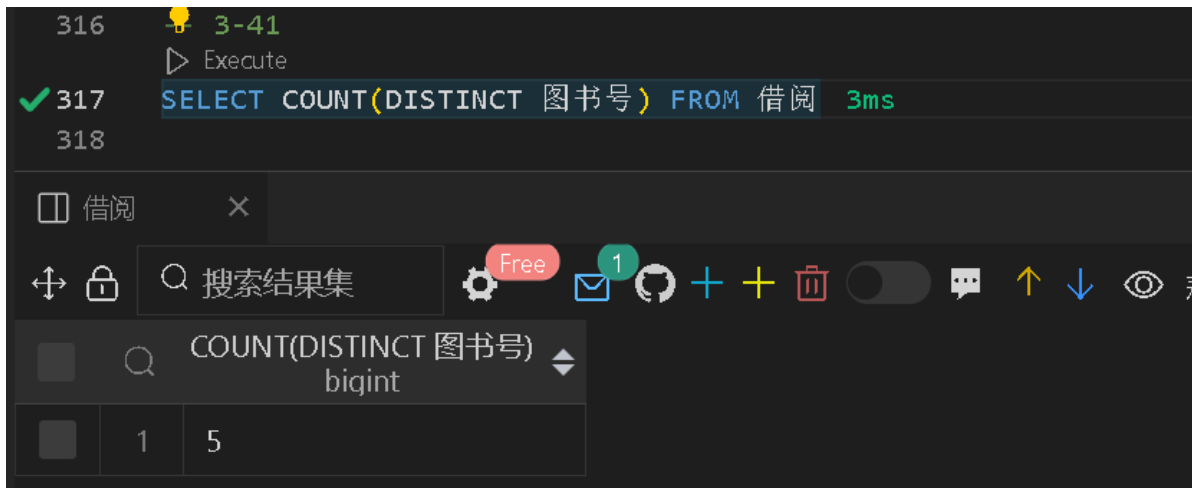 316 -- 3-41
Execute
317 SELECT COUNT(DISTINCT 图书号) FROM 借阅 3ms
318
借阅
搜索结果集 Free 1
COUNT(DISTINCT 图书号)
bigint
1 5